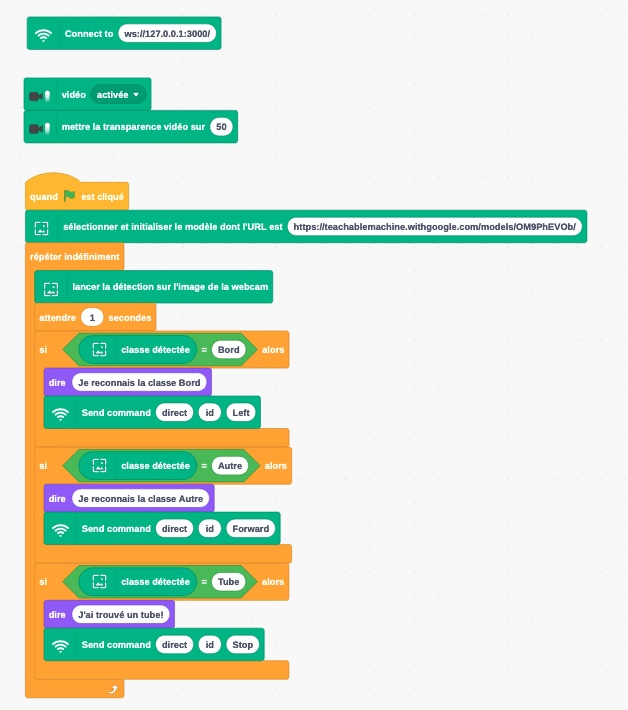 Connect to ws://127.0.0.1:3000/
vidéo activée
mettre la transparence vidéo sur 50
quand est cliqué
sélectionner et initialiser le modèle dont l'URL est https://teachablemachine.withgoogle.com/models/OM9PhEVOb/
répéter indéfiniment
lancer la détection sur l'image de la webcam
attendre 1 secondes
si classe détectée = Bord alors
dire Je reconnais la classe Bord
Send command direct id Left
si classe détectée = Autre alors
dire Je reconnais la classe Autre
Send command direct id Forward
si classe détectée = Tube alors
dire J'ai trouvé un tube!
Send command direct id Stop